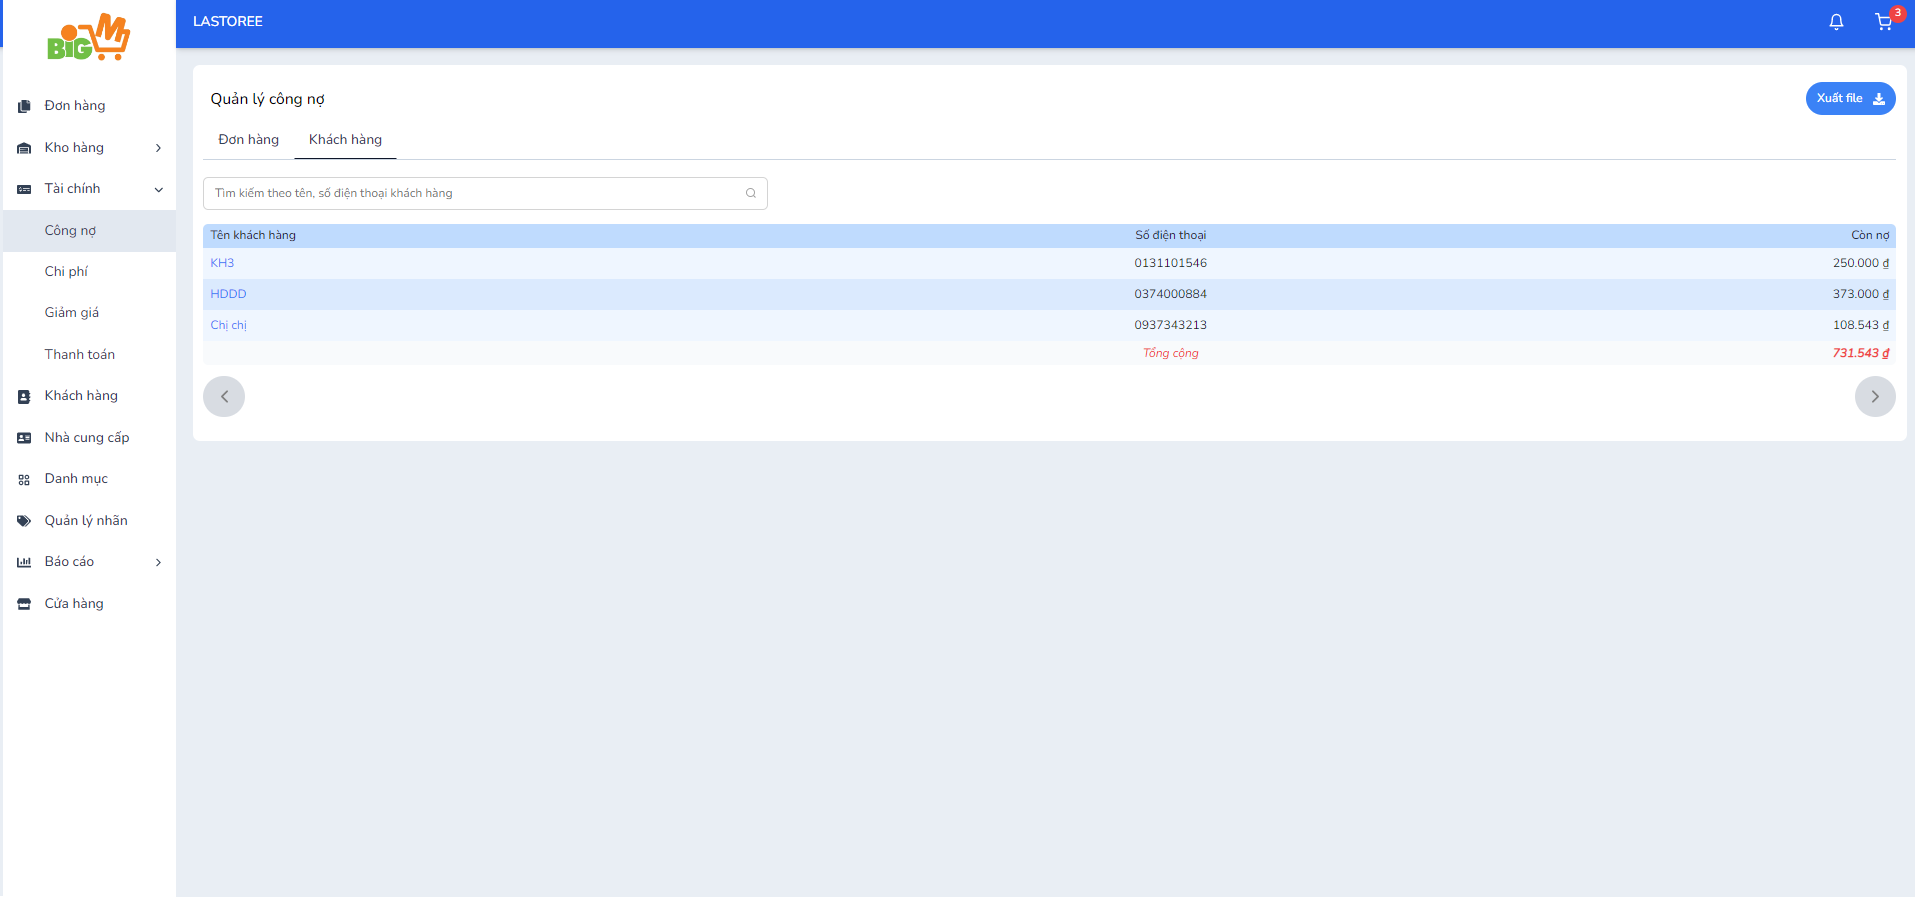 BiG M
LASTOREE
3
Đơn hàng
Kho hàng
Tài chính
Công nợ
Chi phí
Giảm giá
Thanh toán
Khách hàng
Nhà cung cấp
Danh mục
Quản lý nhãn
Báo cáo
Cửa hàng
Quản lý công nợ
Xuất file
Đơn hàng Khách hàng
Tìm kiếm theo tên, số điện thoại khách hàng
Tên khách hàng Số điện thoại Còn nợ
KH3 0131101546 250.000 ₫
HDDD 0374000884 373.000 ₫
Chị chị 0937343213 108.543 ₫
Tổng cộng 731.543 ₫